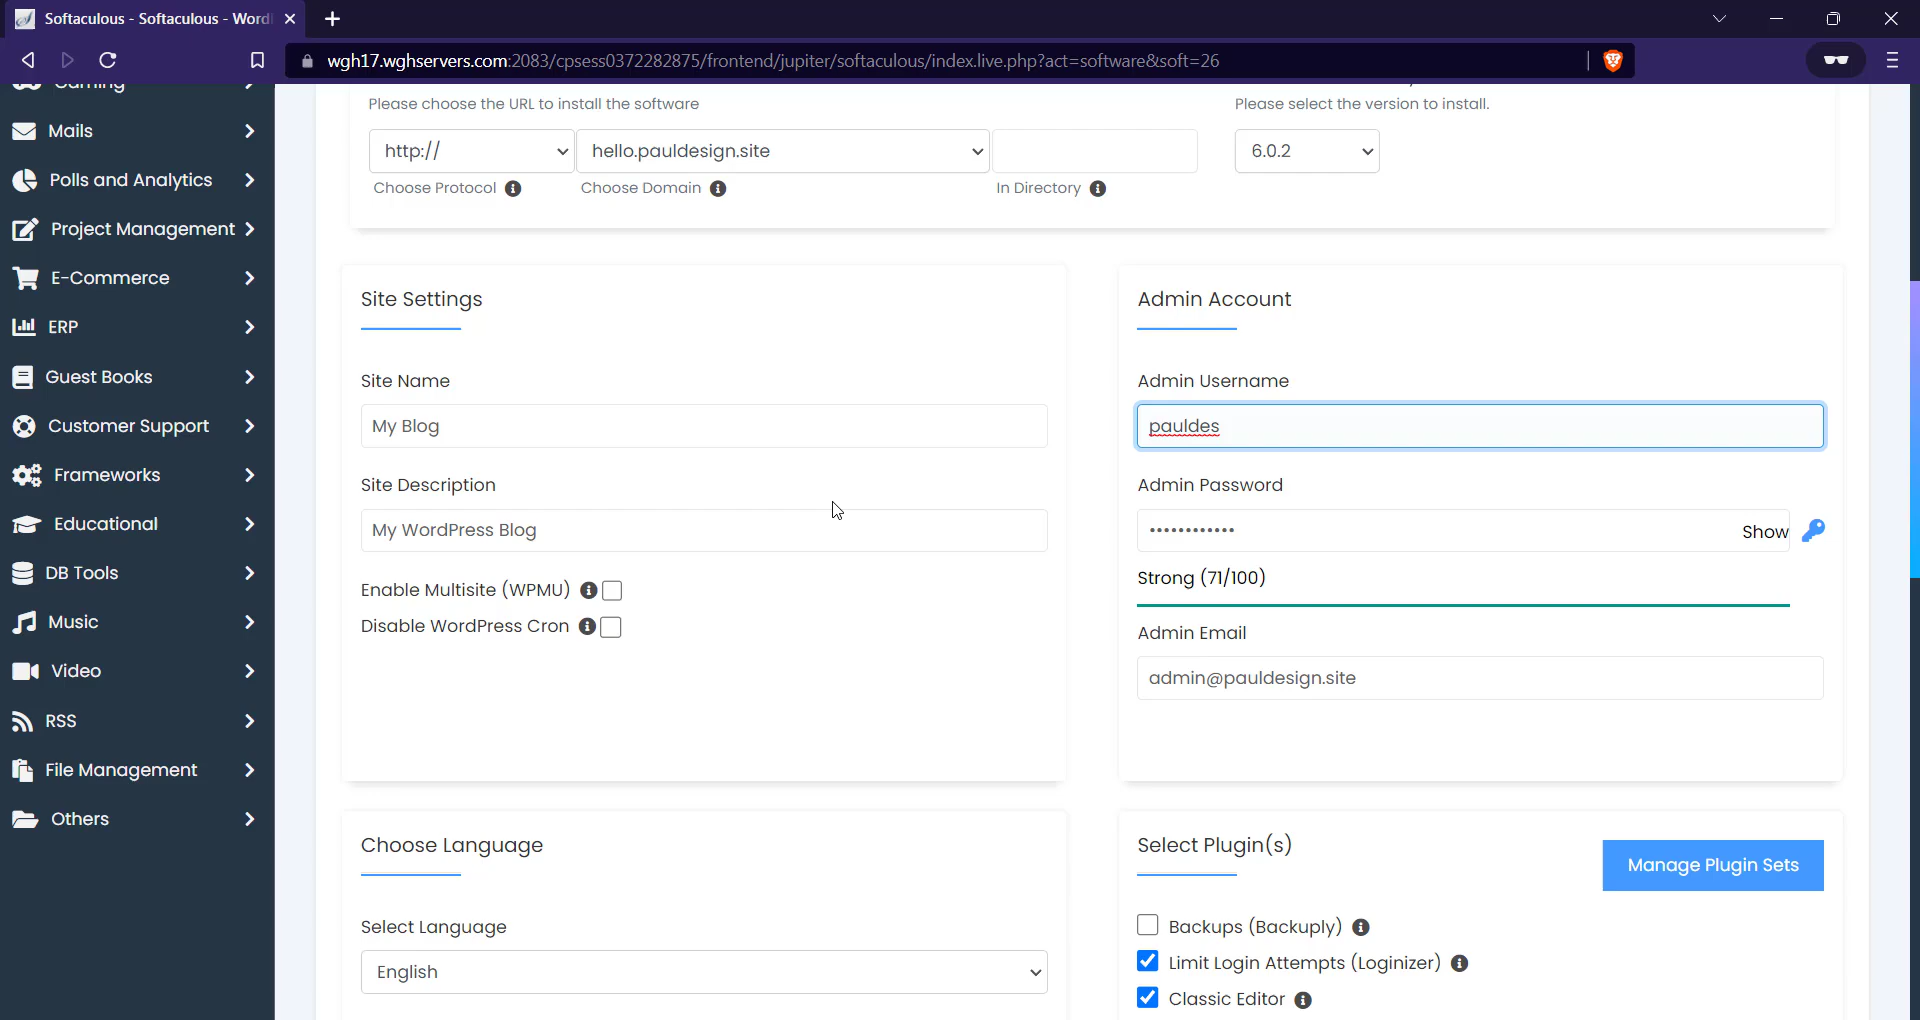 Softaculous - Softaculous - Word
wgh17.wghservers.com:2083/cpsess0372282875/frontend/jupiter/softaculous/index.live.php?act=software&soft=26
Gaming
Mails
Polls and Analytics
Project Management
E-Commerce
ERP
Guest Books
Customer Support
Frameworks
Educational
DB Tools
Music
Video
RSS
File Management
Others
Please choose the URL to install the software
http://
hello.pauldesign.site
Choose Protocol
Choose Domain
In Directory
Please select the version to install.
6.0.2
Site Settings
Site Name
My Blog
Site Description
My WordPress Blog
Enable Multisite (WPMU)
Disable WordPress Cron
Admin Account
Admin Username
pauldes
Admin Password
••••••••••••
Show
Strong (71/100)
Admin Email
admin@pauldesign.site
Choose Language
Select Language
English
Select Plugin(s)
Manage Plugin Sets
Backups (Backuply)
Limit Login Attempts (Loginizer)
Classic Editor